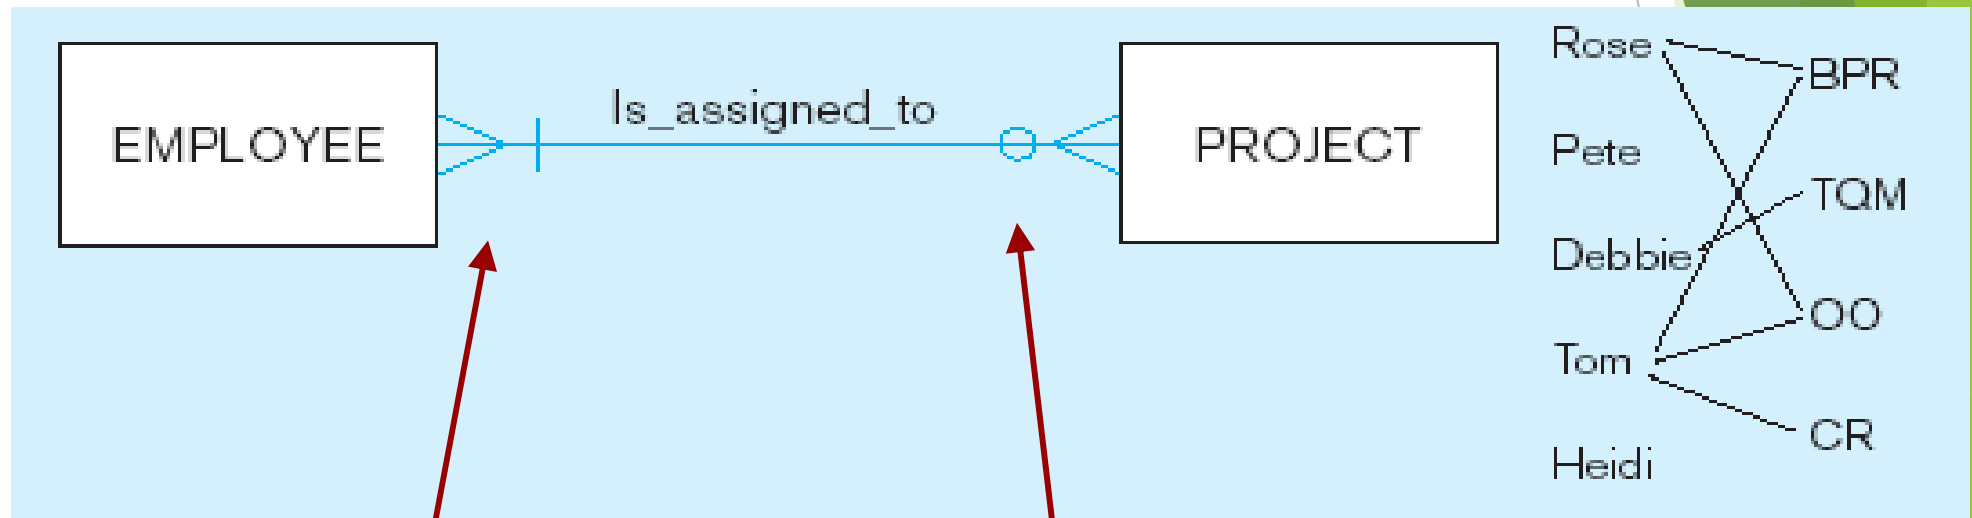 EMPLOYEE
Is_assigned_to
PROJECT
Rose
BPR
Pete
TQM
Debbie
OO
Tom
CR
Heidi